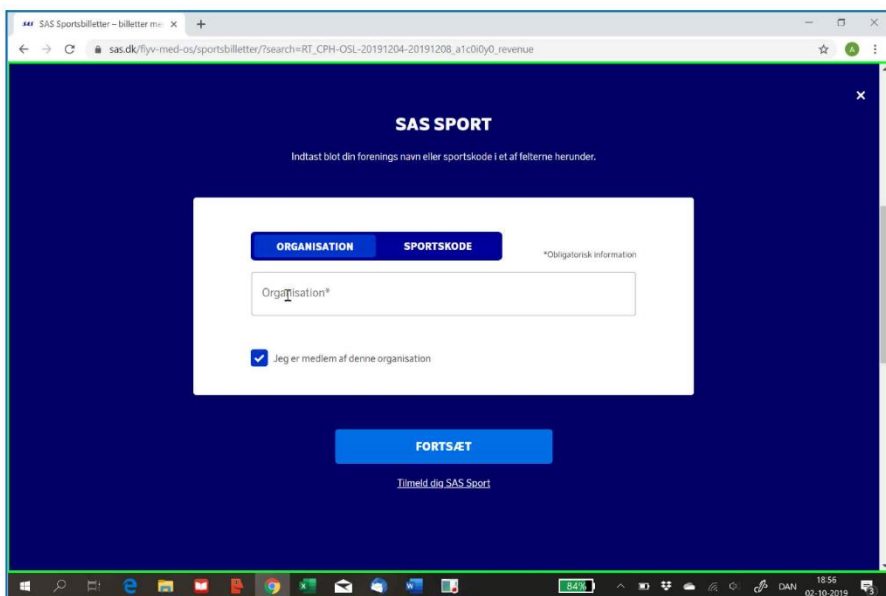 SAS SAS Sportsbilletter – billetter me
sas.dk/flyv-med-os/sportsbilletter/?search=RT_CPH-OSL-20191204-20191208_a1c0i0y0_revenue
A
SAS SPORT
Indtast blot din forenings navn eller sportskode i et af felterne herunder.
ORGANISATION SPORTSKODE
*Obligatorisk information
Organisation*
Jeg er medlem af denne organisation
FORTSÆT
Tilmeld dig SAS Sport
84% DAN 18:56
02-10-2019 3